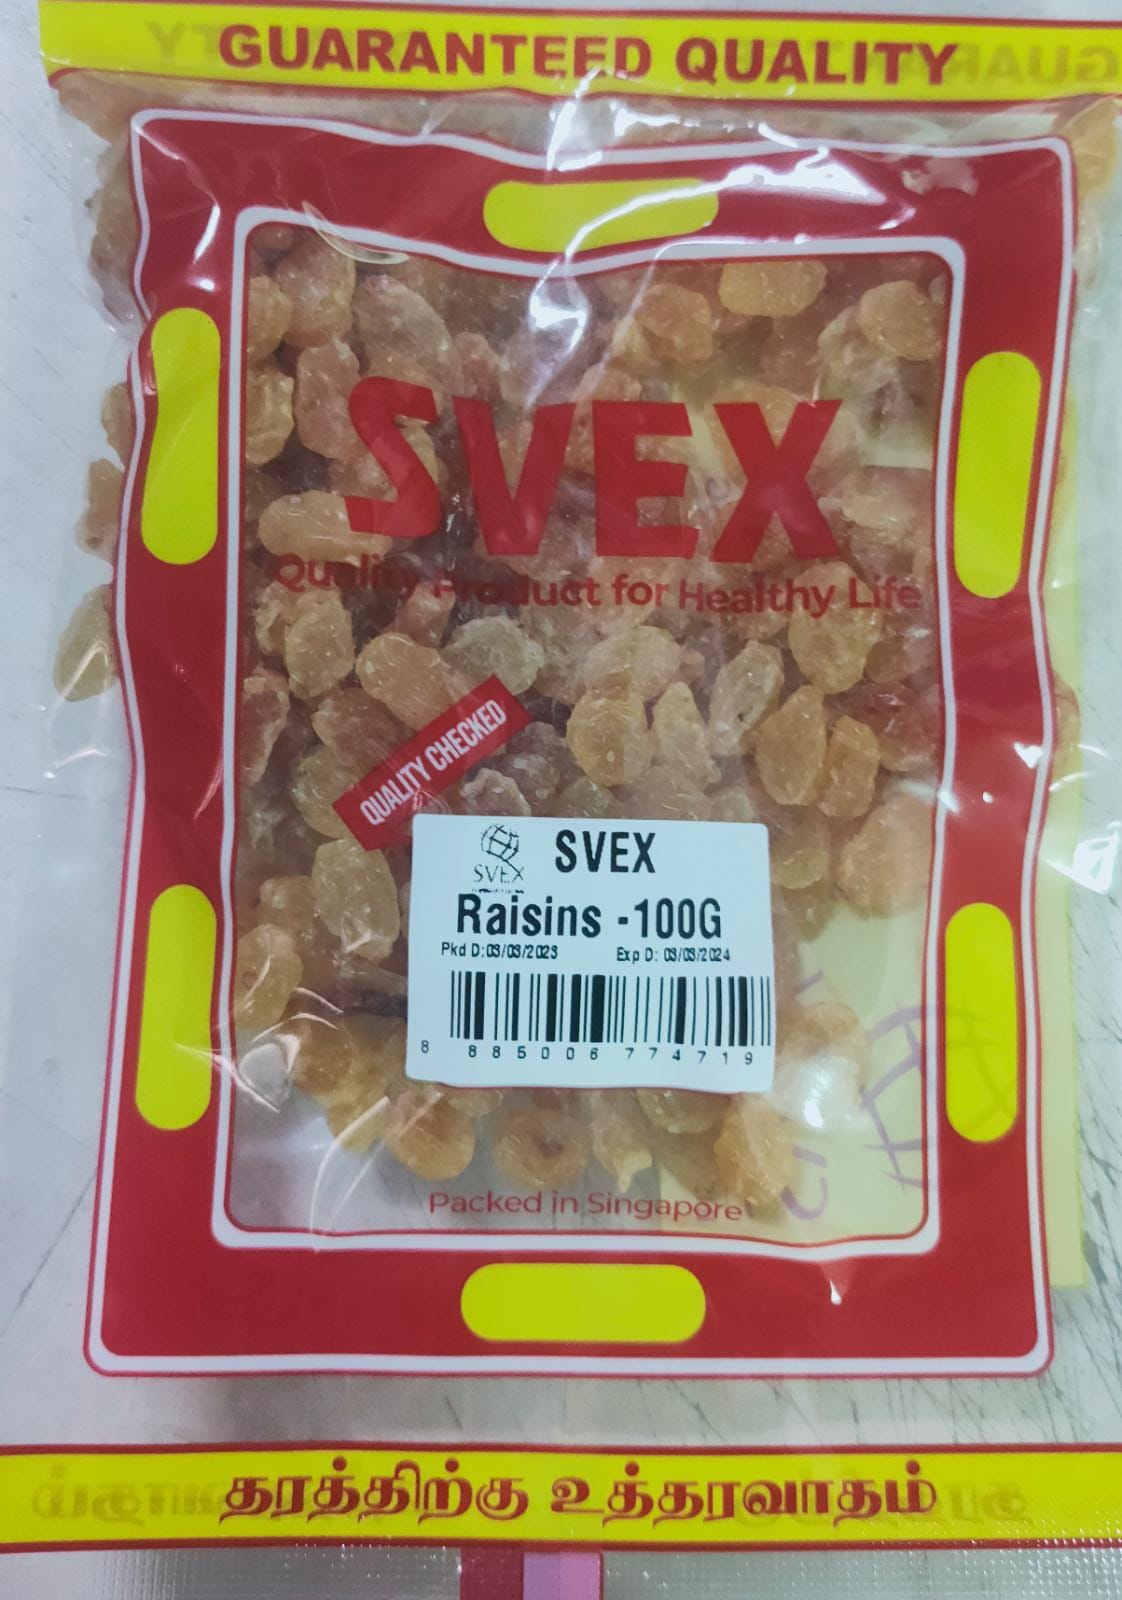 GUARANTEED QUALITY
SVEX
Quality Product for Healthy Life
QUALITY CHECKED
SVEX
SVEX
Raisins -100G
Pkd D:03/03/2023 Exp D: 03/03/2024
8 885006 774719
Packed in Singapore
தரத்திற்கு உத்தரவாதம்